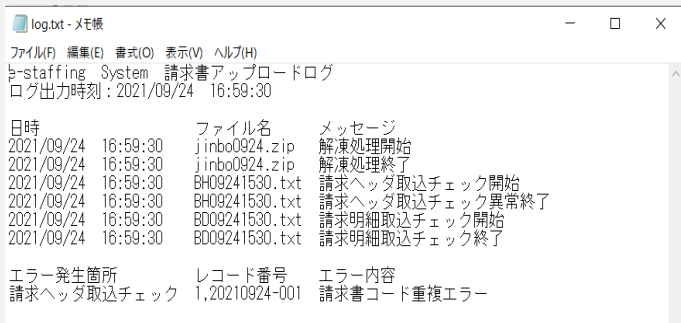 log.txt - メモ帳
ファイル(F) 編集(E) 書式(O) 表示(V) ヘルプ(H)
e-staffing System 請求書アップロードログ
ログ出力時刻：2021/09/24 16:59:30
日時 ファイル名 メッセージ
2021/09/24 16:59:30 jinbo0924.zip 解凍処理開始
2021/09/24 16:59:30 jinbo0924.zip 解凍処理終了
2021/09/24 16:59:30 BH09241530.txt 請求ヘッダ取込チェック開始
2021/09/24 16:59:30 BH09241530.txt 請求ヘッダ取込チェック異常終了
2021/09/24 16:59:30 BD09241530.txt 請求明細取込チェック開始
2021/09/24 16:59:30 BD09241530.txt 請求明細取込チェック終了
エラー発生箇所 レコード番号 エラー内容
請求ヘッダ取込チェック 1,20210924-001 請求書コード重複エラー